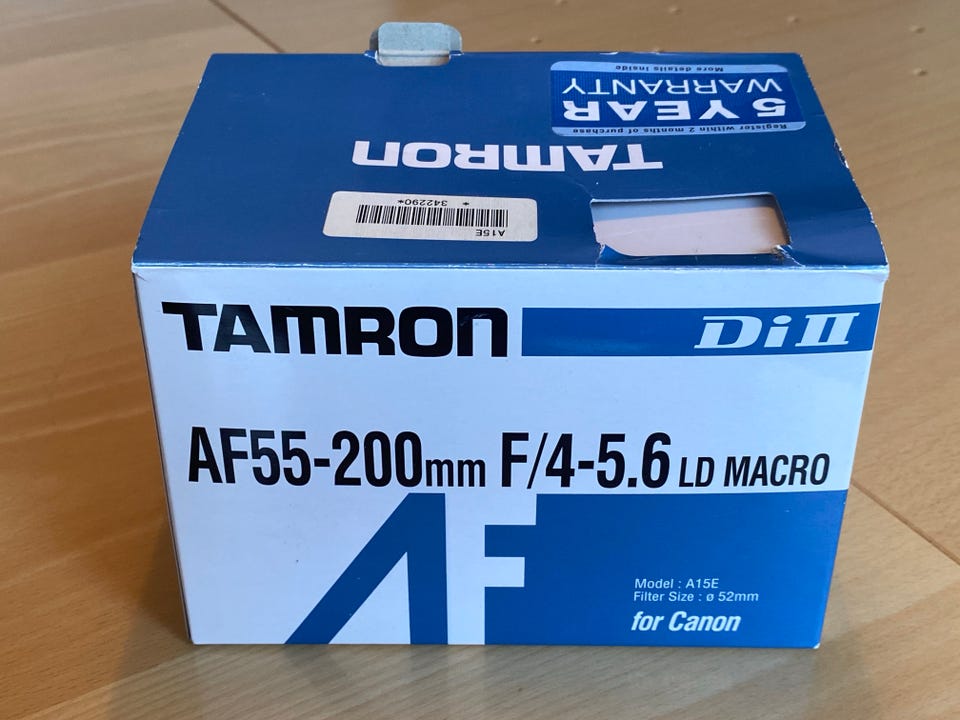 Register within 2 months of purchase
5 YEAR
WARRANTY
More details inside
TAMRON
A15E
* 342290*
TAMRON Di II
AF55-200mm F/4-5.6 LD MACRO
AF
Model : A15E
Filter Size : ø 52mm
for Canon